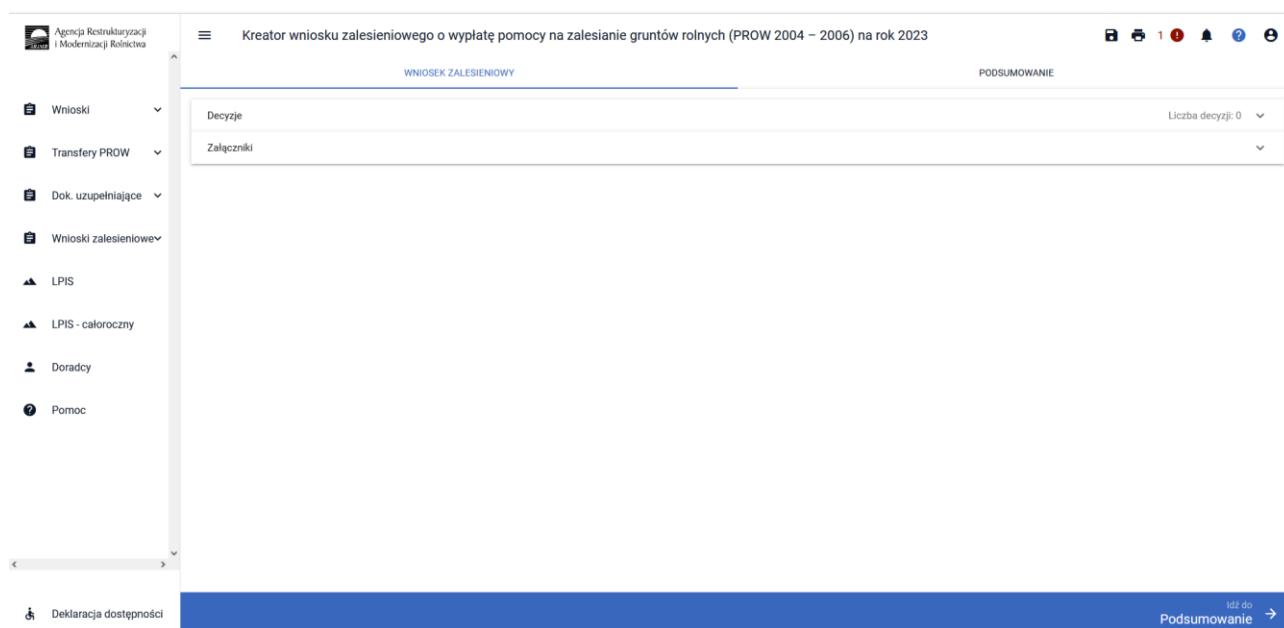 Agencja Restrukturyzacji
i Modernizacji Rolnictwa
Kreator wniosku zalesieniowego o wypłatę pomocy na zalesianie gruntów rolnych (PROW 2004 – 2006) na rok 2023
1
WNIOSEK ZALESIENIOWY
PODSUMOWANIE
Decyzje
Liczba decyzji: 0
Załączniki
Wnioski
Transfery PROW
Dok. uzupełniające
Wnioski zalesieniowe
LPIS
LPIS - całoroczny
Doradcy
Pomoc
Deklaracja dostępności
Idź do
Podsumowanie